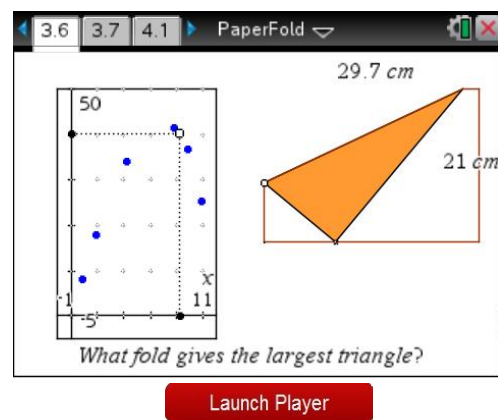 3.6 3.7 4.1 PaperFold
29.7 cm
50
21 cm
x
-1 11
-5
What fold gives the largest triangle?
Launch Player